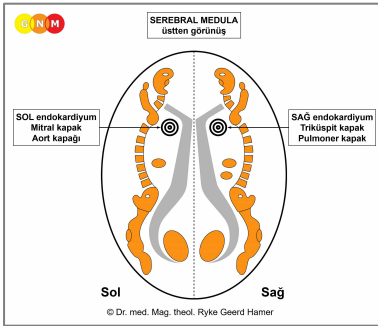 GNM
SEREBRAL MEDULA
üstten görünüş
SOL endokardiyum
Mitral kapak
Aort kapağı
SAĞ endokardiyum
Triküspit kapak
Pulmoner kapak
Sol
Sağ
© Dr. med. Mag. theol. Ryke Geerd Hamer